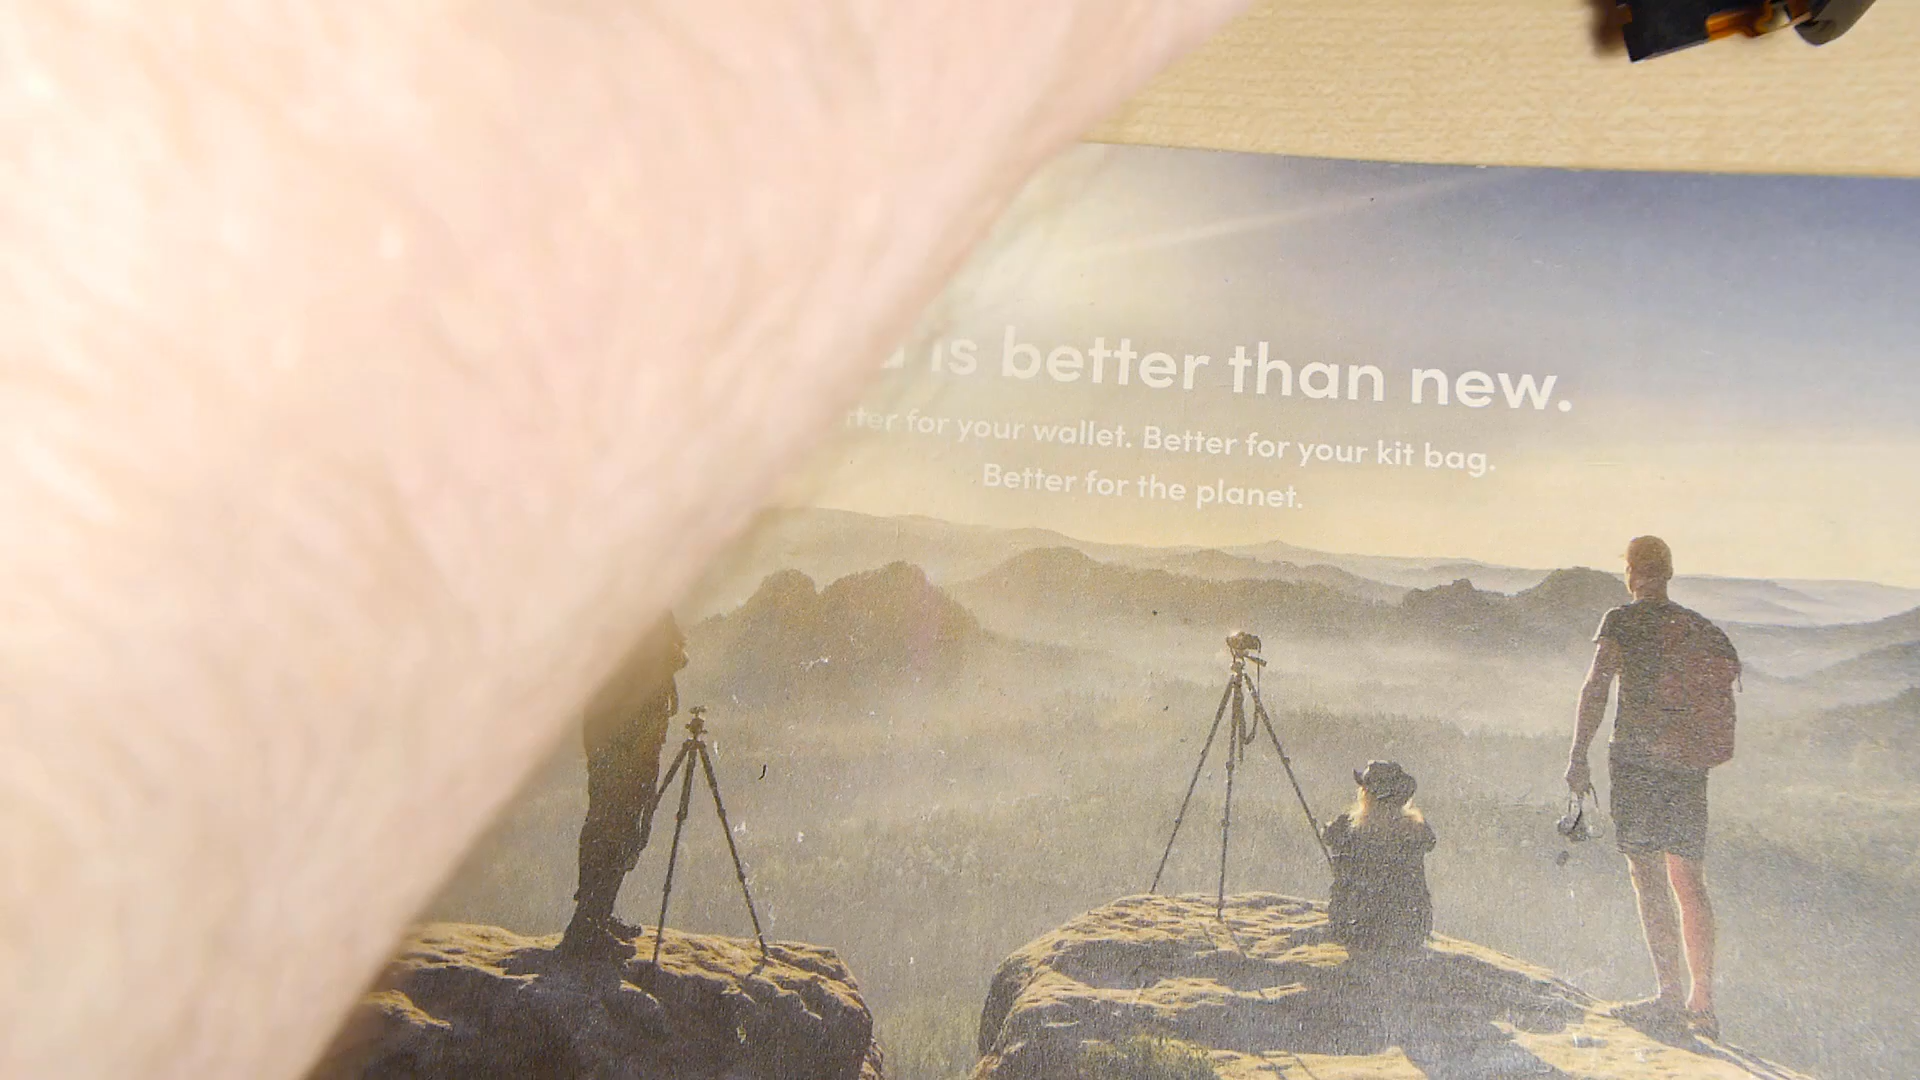 is better than new.
for your wallet. Better for your kit bag.
Better for the planet.